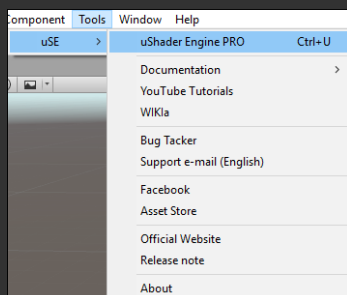 Component Tools Window Help
uSE > uShader Engine PRO Ctrl+U
Documentation >
YouTube Tutorials
WIKIa
Bug Tacker
Support e-mail (English)
Facebook
Asset Store
Official Website
Release note
About